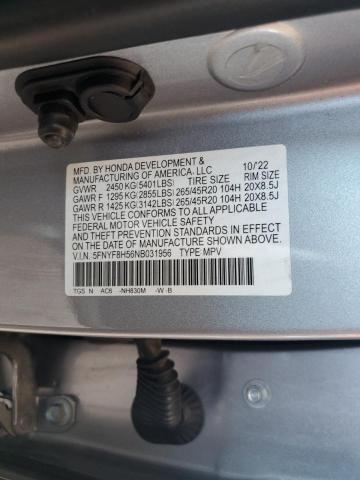 MFD. BY HONDA DEVELOPMENT & 10/'22
MANUFACTURING OF AMERICA, LLC
GVWR 2450 KG(5401LBS) TIRE SIZE RIM SIZE
GAWR F 1295 KG(2855LBS) 265/45R20 104H 20X8.5J
GAWR R 1425 KG(3142LBS) 265/45R20 104H 20X8.5J
THIS VEHICLE CONFORMS TO ALL APPLICABLE
FEDERAL MOTOR VEHICLE SAFETY, BUMPER,
AND THEFT PREVENTION STANDARDS IN EFFECT
ON THE DATE OF MANUFACTURE SHOWN ABOVE.
V.I.N. 5FNYF8H56NB031956 TYPE MPV
TGS N AC6 -NH830M -W -B